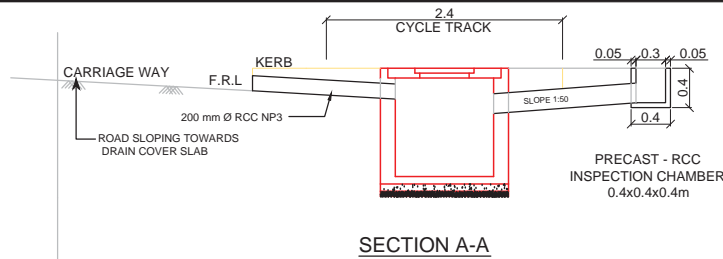 2.4
CYCLE TRACK
KERB
0.05 0.3 0.05
CARRIAGE WAY
F.R.L
0.4
SLOPE 1:50
200 mm Ø RCC NP3
0.4
ROAD SLOPING TOWARDS
DRAIN COVER SLAB
PRECAST - RCC
INSPECTION CHAMBER
0.4x0.4x0.4m
SECTION A-A